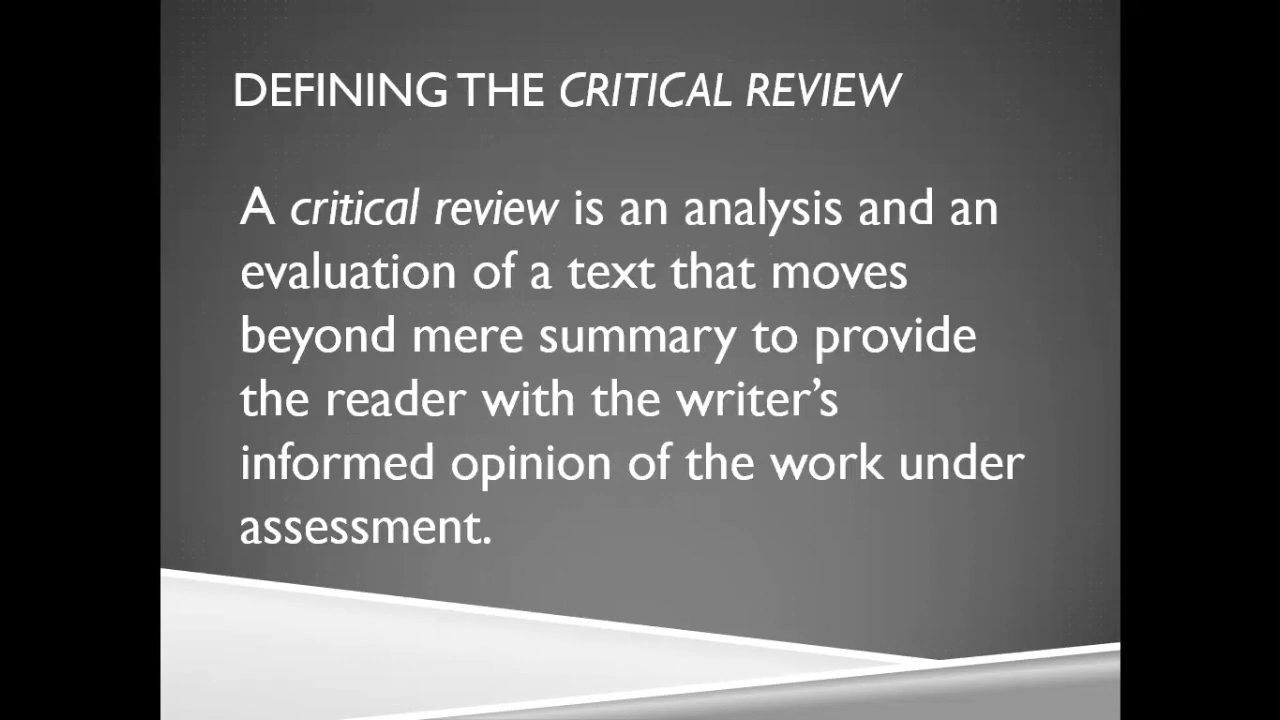 DEFINING THE CRITICAL REVIEW
A critical review is an analysis and an
evaluation of a text that moves
beyond mere summary to provide
the reader with the writer’s
informed opinion of the work under
assessment.